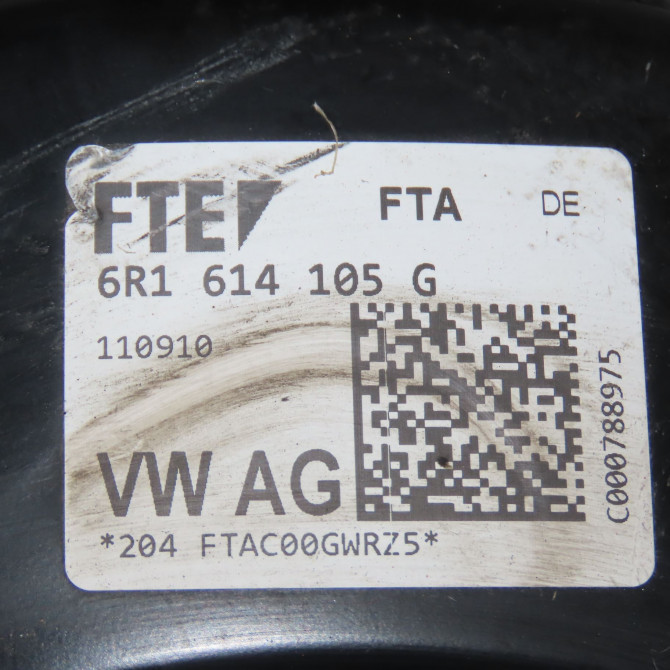 FTE FTA DE
6R1 614 105 G
110910
VW AG
*204 FTAC00GWRZ5*
C000788975